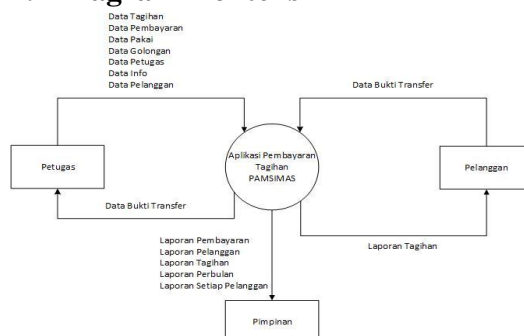 Data Tagihan
Data Pembayaran
Data Pakai
Data Golongan
Data Petugas
Data Info
Data Pelanggan
Data Bukti Transfer
Petugas
Aplikasi Pembayaran
Tagihan
PAMSIMAS
Pelanggan
Data Bukti Transfer
Laporan Tagihan
Laporan Pembayaran
Laporan Pelanggan
Laporan Tagihan
Laporan Perbulan
Laporan Setiap Pelanggan
Pimpinan